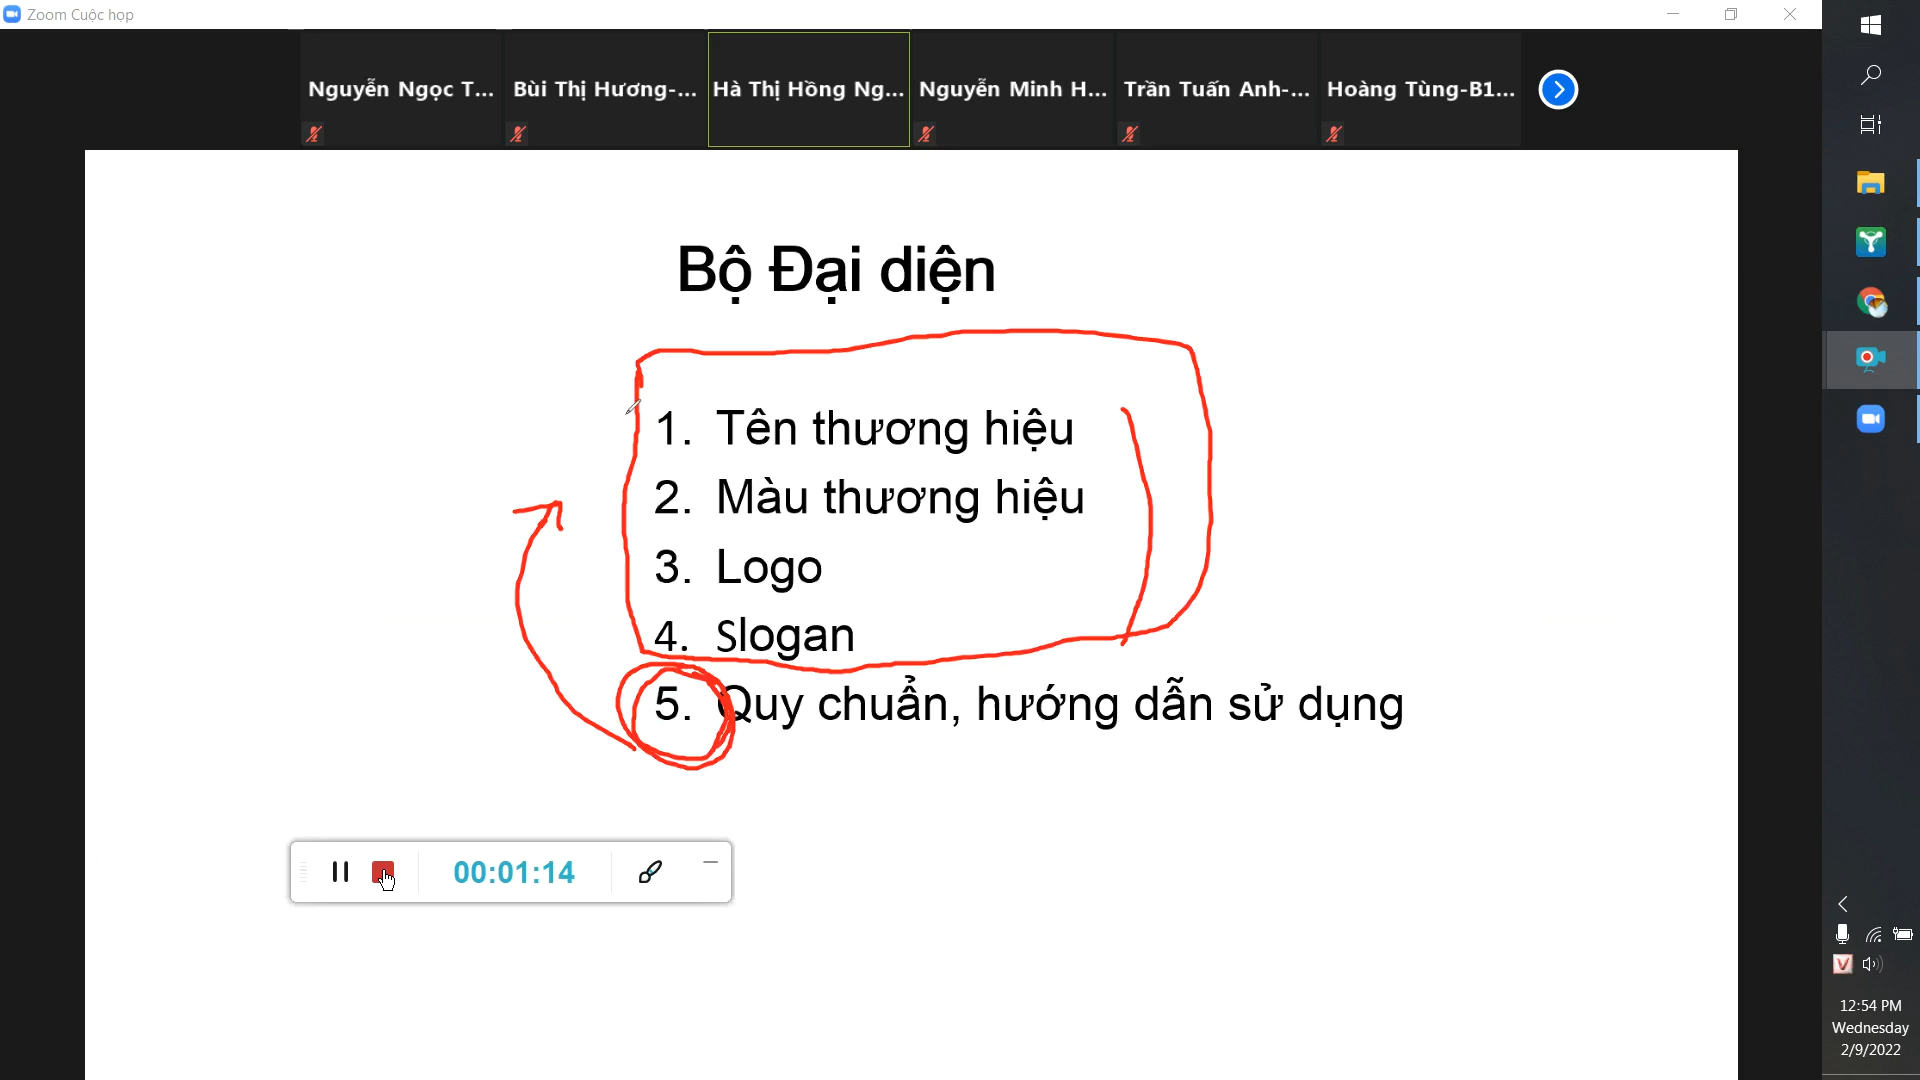 Zoom Cuộc họp
Nguyễn Ngọc T...
Bùi Thị Hương-...
Hà Thị Hồng Ng...
Nguyễn Minh H...
Trần Tuấn Anh-...
Hoàng Tùng-B1...
Bộ Đại diện
1. Tên thương hiệu
2. Màu thương hiệu
3. Logo
4. Slogan
5. Quy chuẩn, hướng dẫn sử dụng
00:01:14
V
12:54 PM
Wednesday
2/9/2022